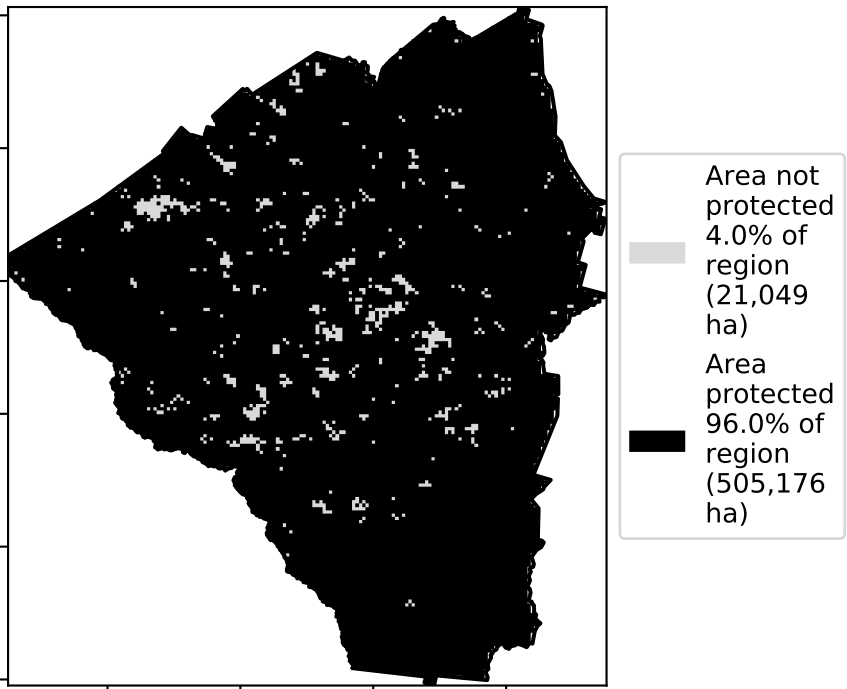 Area not
protected
4.0% of
region
(21,049
ha)
Area
protected
96.0% of
region
(505,176
ha)